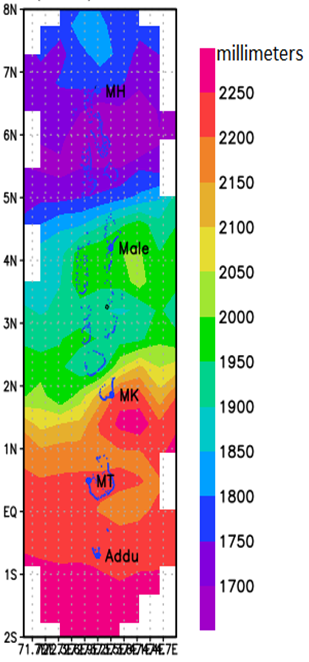 8N
millimeters
7N
MH
2250
6N
2200
2150
5N
2100
Male
4N
2050
2000
3N
1950
1900
2N
MK
1850
1N
1800
MT
EQ
1750
Addu
1700
1S
2S